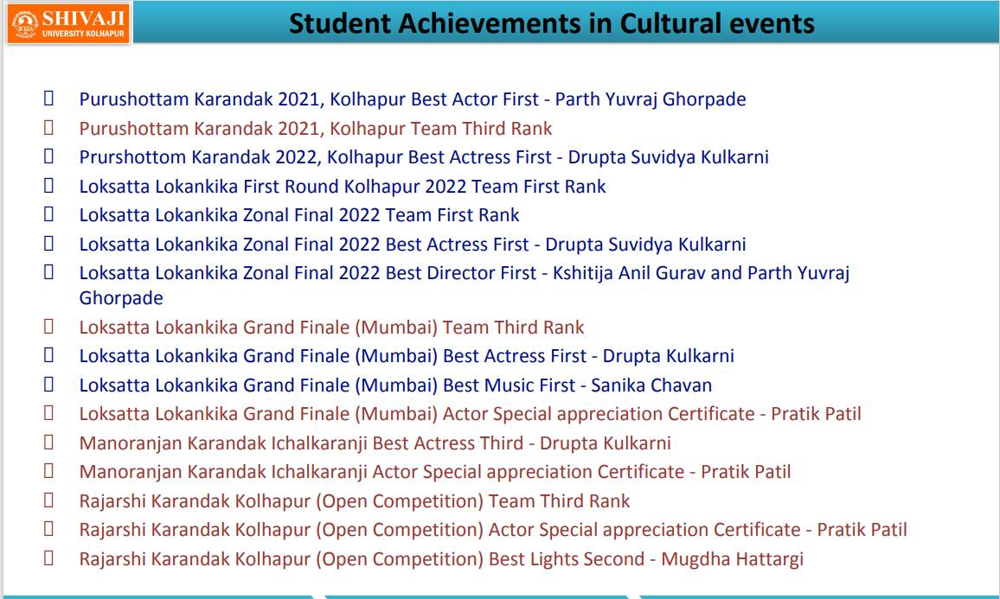 SHIVAJI
UNIVERSITY KOLHAPUR
Student Achievements in Cultural events
Purushottam Karandak 2021, Kolhapur Best Actor First - Parth Yuvraj Ghorpade
Purushottam Karandak 2021, Kolhapur Team Third Rank
Prurshottom Karandak 2022, Kolhapur Best Actress First - Drupta Suvidya Kulkarni
Loksatta Lokankika First Round Kolhapur 2022 Team First Rank
Loksatta Lokankika Zonal Final 2022 Team First Rank
Loksatta Lokankika Zonal Final 2022 Best Actress First - Drupta Suvidya Kulkarni
Loksatta Lokankika Zonal Final 2022 Best Director First - Kshitija Anil Gurav and Parth Yuvraj
Ghorpade
Loksatta Lokankika Grand Finale (Mumbai) Team Third Rank
Loksatta Lokankika Grand Finale (Mumbai) Best Actress First - Drupta Kulkarni
Loksatta Lokankika Grand Finale (Mumbai) Best Music First - Sanika Chavan
Loksatta Lokankika Grand Finale (Mumbai) Actor Special appreciation Certificate - Pratik Patil
Manoranjan Karandak Ichalkaranji Best Actress Third - Drupta Kulkarni
Manoranjan Karandak Ichalkaranji Actor Special appreciation Certificate - Pratik Patil
Rajarshi Karandak Kolhapur (Open Competition) Team Third Rank
Rajarshi Karandak Kolhapur (Open Competition) Actor Special appreciation Certificate - Pratik Patil
Rajarshi Karandak Kolhapur (Open Competition) Best Lights Second - Mugdha Hattargi